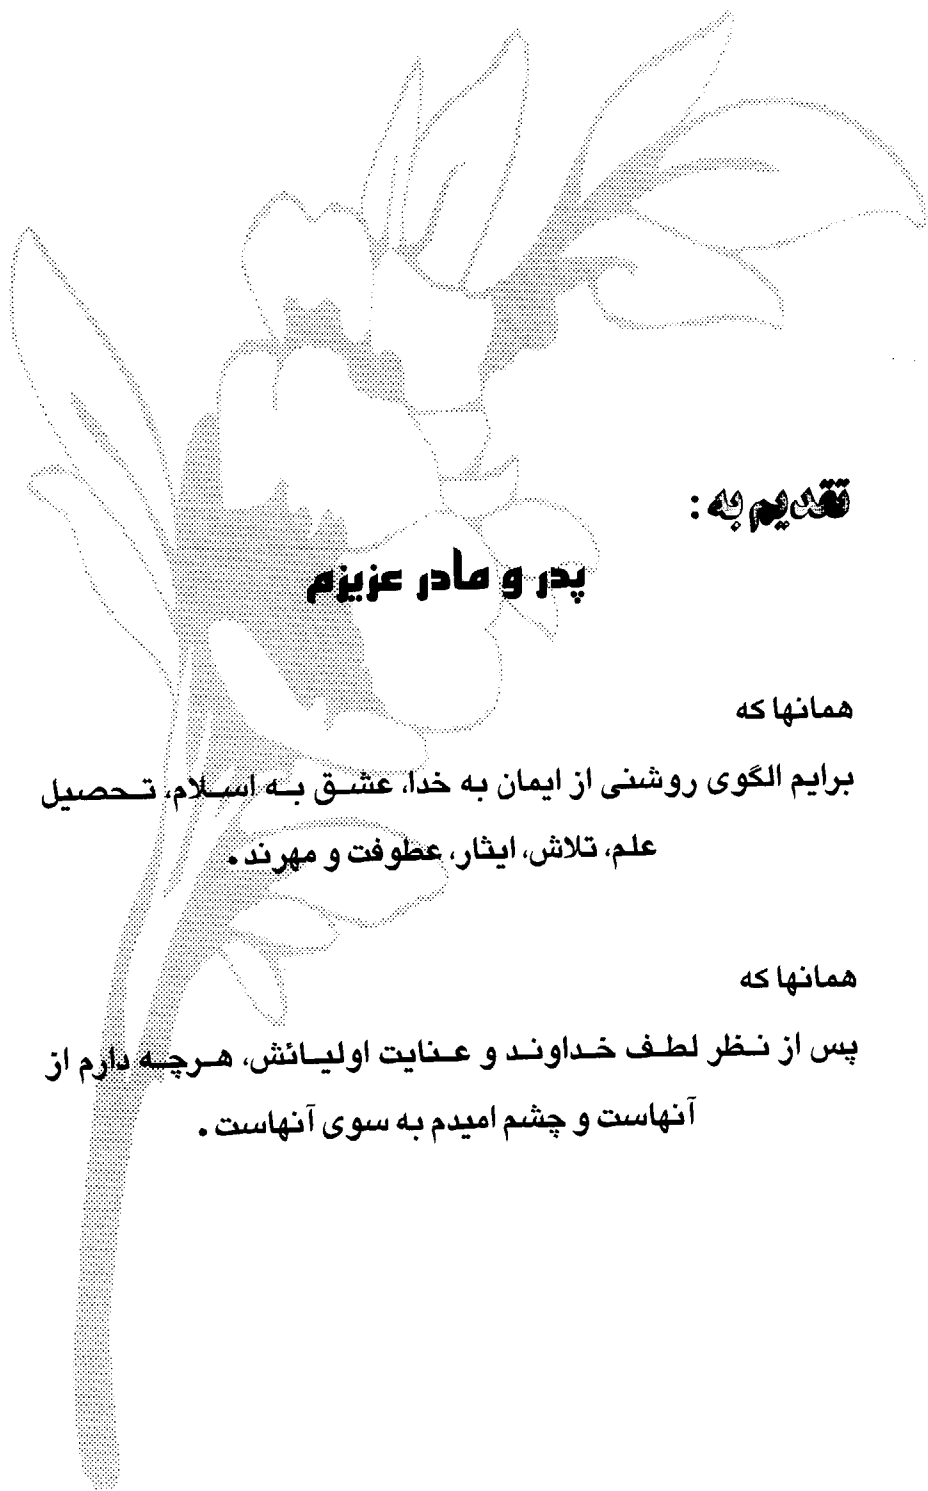 تقدیم به :
پدر و مادر عزیزم
همانها که
برایم الگوی روشنی از ایمان به خدا، عشق به اسلام، تحصیل
علم، تلاش، ایثار، عطوفت و مهرند.
همانها که
پس از نظر لطف خداوند و عنایت اولیائش، هرچه دارم از
آنهاست و چشم امیدم به سوی آنهاست.